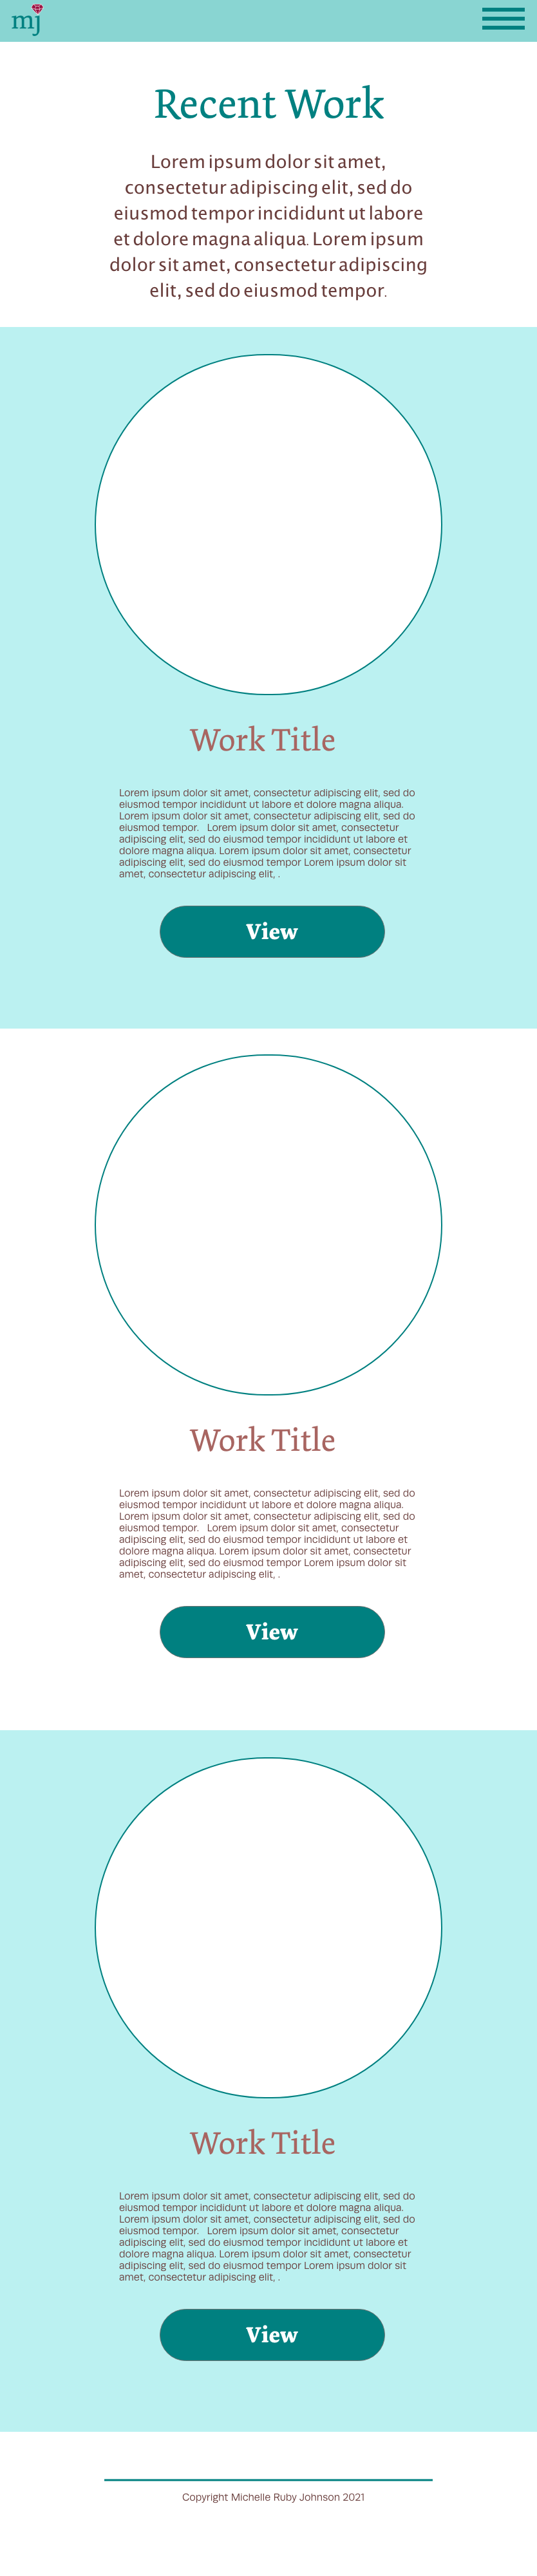 mj
Recent Work
Lorem ipsum dolor sit amet,
consectetur adipiscing elit, sed do
eiusmod tempor incididunt ut labore
et dolore magna aliqua. Lorem ipsum
dolor sit amet, consectetur adipiscing
elit, sed do eiusmod tempor.
Work Title
Lorem ipsum dolor sit amet, consectetur adipiscing elit, sed do
eiusmod tempor incididunt ut labore et dolore magna aliqua.
Lorem ipsum dolor sit amet, consectetur adipiscing elit, sed do
eiusmod tempor.   Lorem ipsum dolor sit amet, consectetur
adipiscing elit, sed do eiusmod tempor incididunt ut labore et
dolore magna aliqua. Lorem ipsum dolor sit amet, consectetur
adipiscing elit, sed do eiusmod tempor Lorem ipsum dolor sit
amet, consectetur adipiscing elit, .
View
Work Title
Lorem ipsum dolor sit amet, consectetur adipiscing elit, sed do
eiusmod tempor incididunt ut labore et dolore magna aliqua.
Lorem ipsum dolor sit amet, consectetur adipiscing elit, sed do
eiusmod tempor.   Lorem ipsum dolor sit amet, consectetur
adipiscing elit, sed do eiusmod tempor incididunt ut labore et
dolore magna aliqua. Lorem ipsum dolor sit amet, consectetur
adipiscing elit, sed do eiusmod tempor Lorem ipsum dolor sit
amet, consectetur adipiscing elit, .
View
Work Title
Lorem ipsum dolor sit amet, consectetur adipiscing elit, sed do
eiusmod tempor incididunt ut labore et dolore magna aliqua.
Lorem ipsum dolor sit amet, consectetur adipiscing elit, sed do
eiusmod tempor.   Lorem ipsum dolor sit amet, consectetur
adipiscing elit, sed do eiusmod tempor incididunt ut labore et
dolore magna aliqua. Lorem ipsum dolor sit amet, consectetur
adipiscing elit, sed do eiusmod tempor Lorem ipsum dolor sit
amet, consectetur adipiscing elit, .
View
Copyright Michelle Ruby Johnson 2021